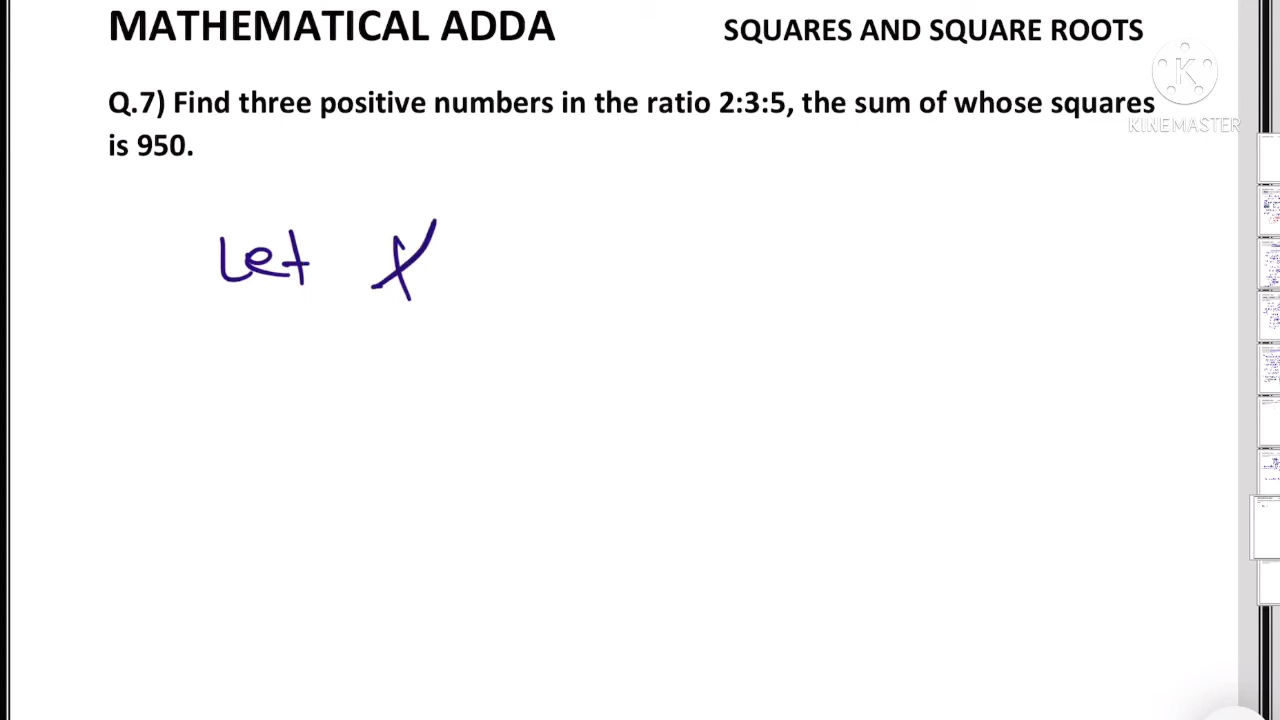 MATHEMATICAL ADDA SQUARES AND SQUARE ROOTS
K
KINEMASTER
Q.7) Find three positive numbers in the ratio 2:3:5, the sum of whose squares
is 950.
Let x